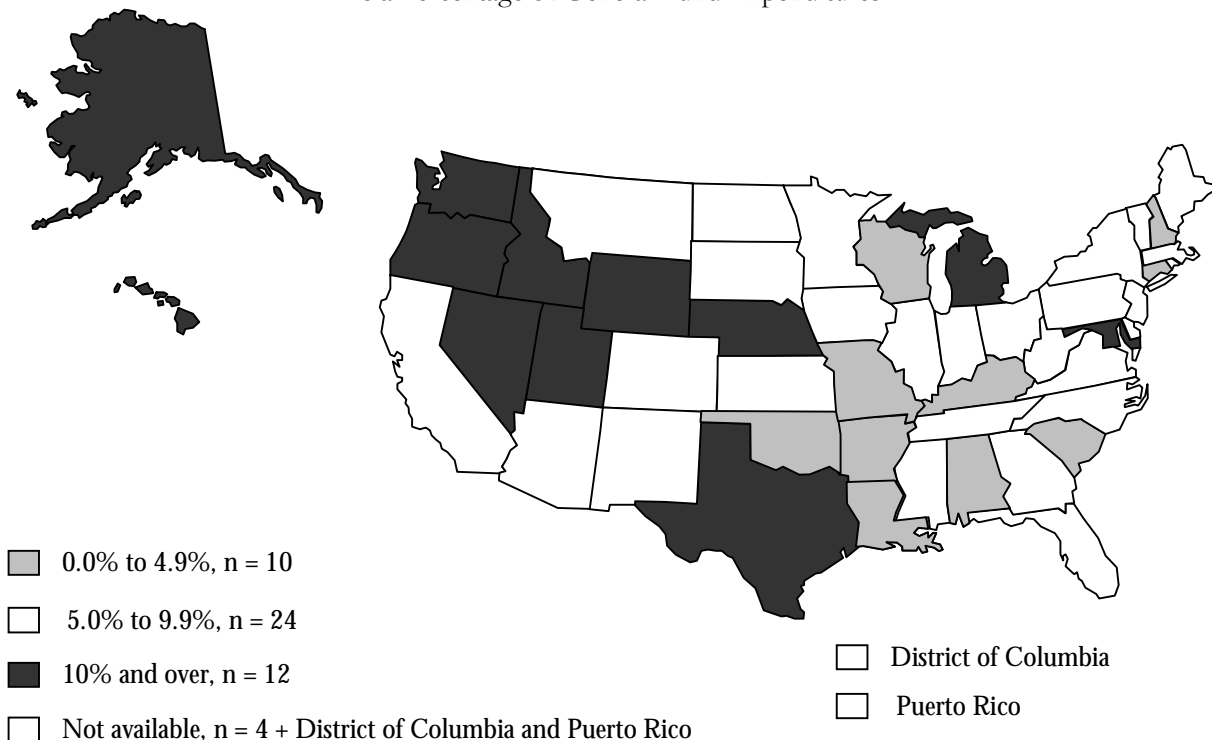 0.0% to 4.9%, n = 10
5.0% to 9.9%, n = 24
10% and over, n = 12
Not available, n = 4 + District of Columbia and Puerto Rico
District of Columbia
Puerto Rico